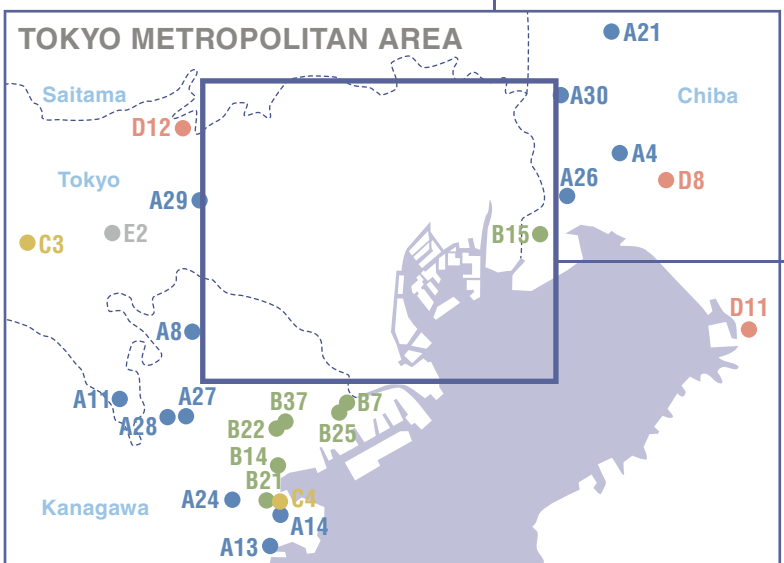 TOKYO METROPOLITAN AREA
A21
Saitama
A30
Chiba
D12
A4
Tokyo
A26
D8
A29
B15
C3
E2
D11
A8
A11
A27
B37
B7
A28
B22
B25
B14
B21
A24
C4
Kanagawa
A14
A13